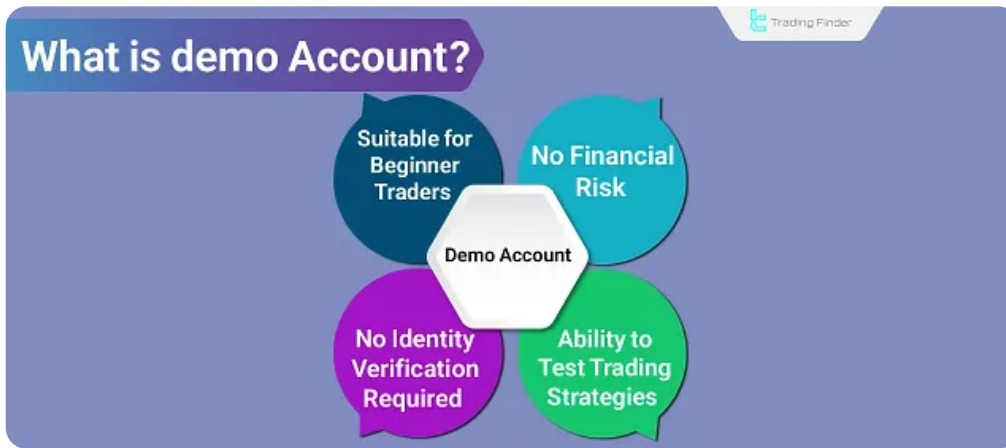 What is demo Account?
Trading Finder
Suitable for
Beginner
Traders
No Financial
Risk
Demo Account
No Identity
Verification
Required
Ability to
Test Trading
Strategies